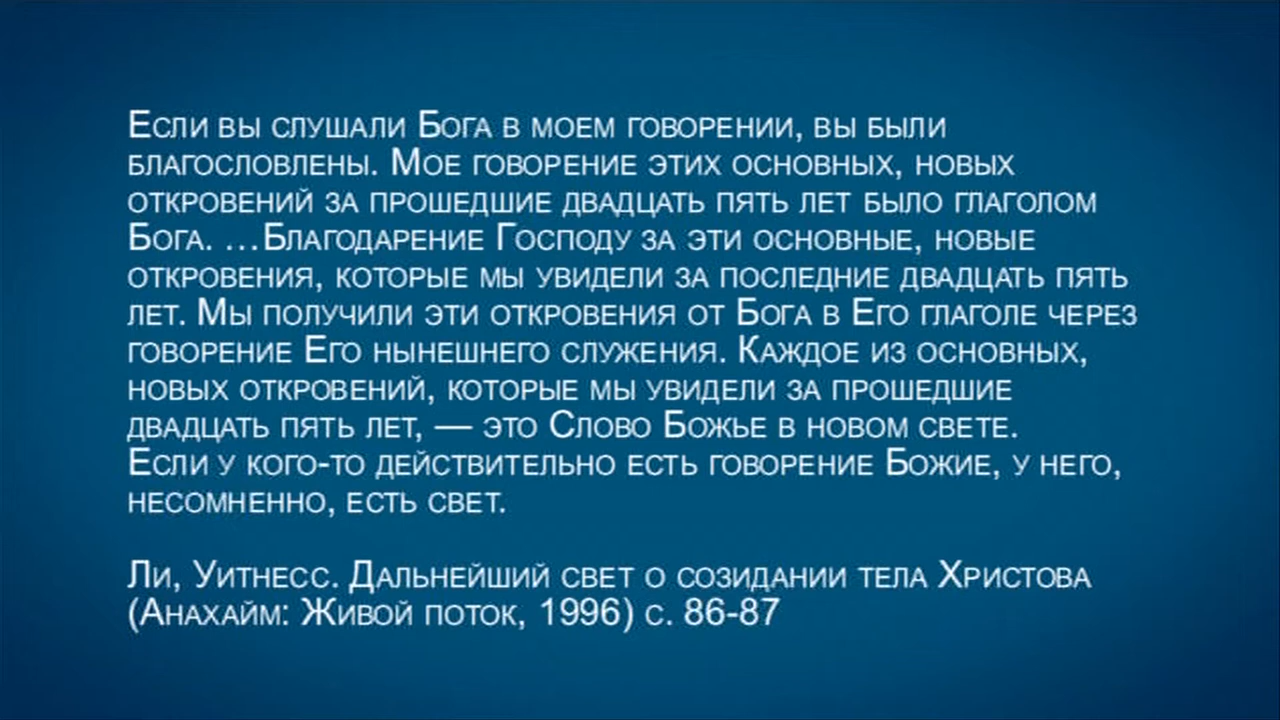 Если вы слушали Бога в моем говорении, вы были
благословлены. Мое говорение этих основных, новых
откровений за прошедшие двадцать пять лет было глаголом
Бога. …Благодарение Господу за эти основные, новые
откровения, которые мы увидели за последние двадцать пять
лет. Мы получили эти откровения от Бога в Его глаголе через
говорение Его нынешнего служения. Каждое из основных,
новых откровений, которые мы увидели за прошедшие
двадцать пять лет, — это Слово Божье в новом свете.
Если у кого-то действительно есть говорение Божие, у него,
несомненно, есть свет.
Ли, Уитнесс. Дальнейший свет о созидании тела Христова
(Анахайм: Живой поток, 1996) с. 86-87